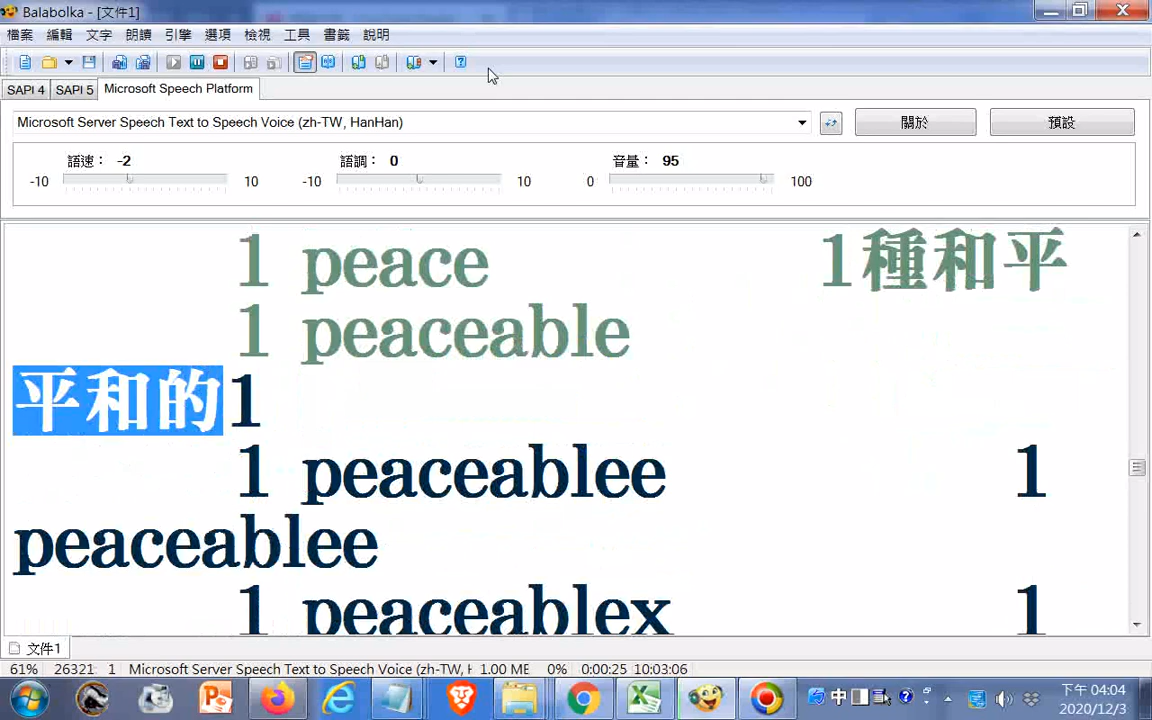 Balabolka - [文件1]
檔案 編輯 文字 朗讀 引擎 選項 檢視 工具 書籤 說明
SAPI 4 SAPI 5 Microsoft Speech Platform
Microsoft Server Speech Text to Speech Voice (zh-TW, HanHan) 關於 預設
語速： -2 語調： 0 音量： 95
-10 10 -10 10 0 100
1 peace 1種和平
1 peaceable
平和的1
1 peaceablee 1
peaceablee
1 peaceablex 1
文件1
61% 26321 1 Microsoft Server Speech Text to Speech Voice (zh-TW, 1.00 ME 0% 0:00:25 10:03:06
中 下午 04:04
2020/12/3